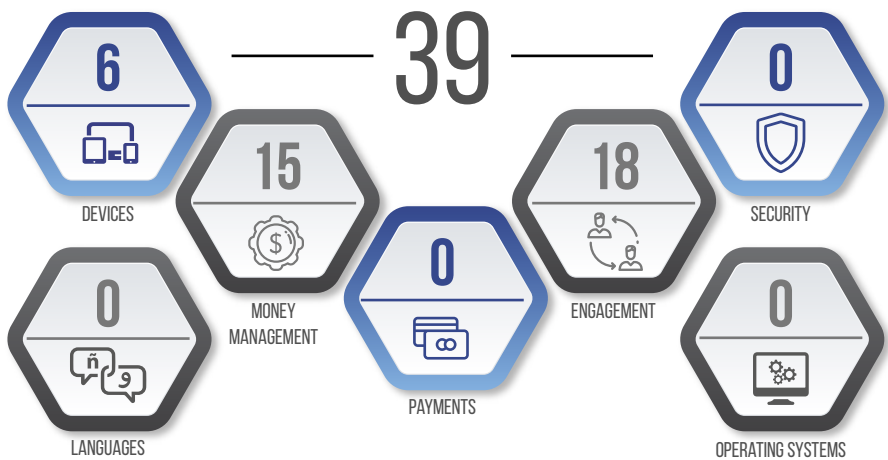 39
6
DEVICES
15
MONEY
MANAGEMENT
0
PAYMENTS
18
ENGAGEMENT
0
SECURITY
0
ñ و
LANGUAGES
0
OPERATING SYSTEMS